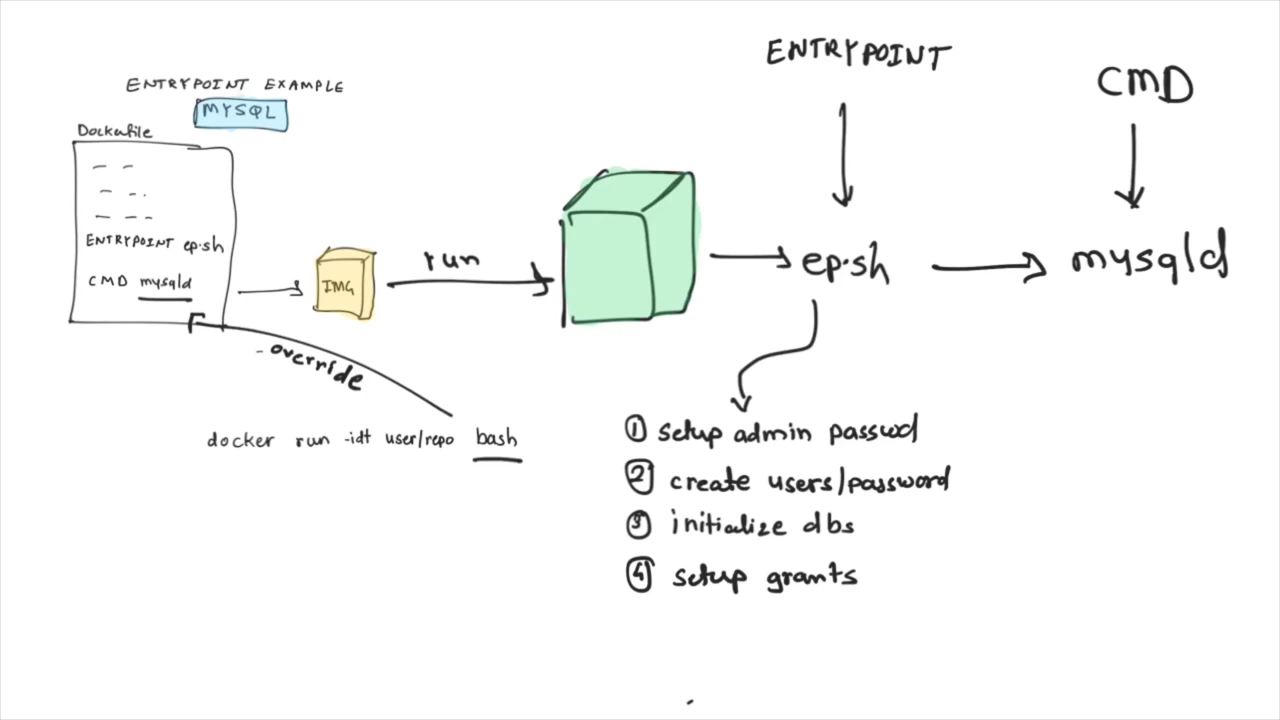 ENTRYPOINT EXAMPLE
MYSQL
Dockerfile
ENTRYPOINT ep.sh
CMD mysqld
IMG
run
override
docker run -idt user/repo bash
ENTRYPOINT
CMD
ep.sh
mysqld
① setup admin passwd
② create users/password
③ initialize dbs
④ setup grants